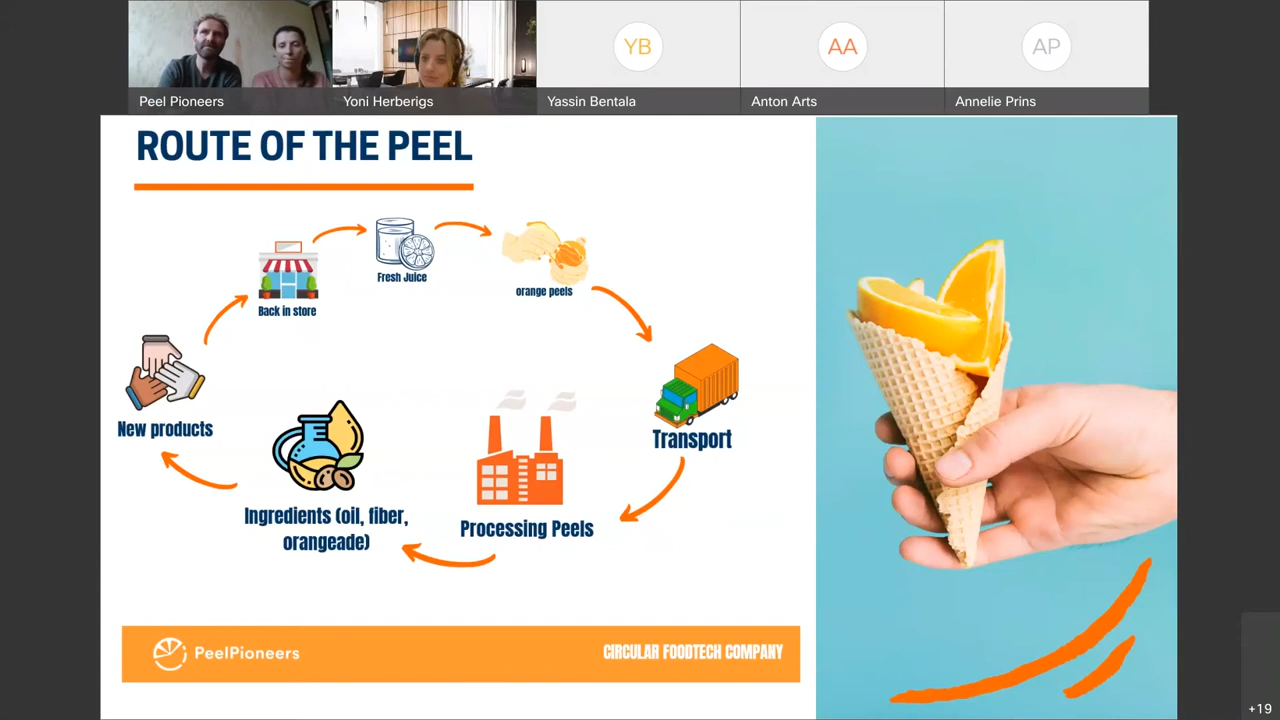 YB
AA
AP
Peel Pioneers
Yoni Herberigs
Yassin Bentala
Anton Arts
Annelie Prins
ROUTE OF THE PEEL
Back in store
Fresh Juice
orange peels
Transport
Processing Peels
Ingredients (oil, fiber,
orangeade)
New products
PeelPioneers
CIRCULAR FOODTECH COMPANY
+19